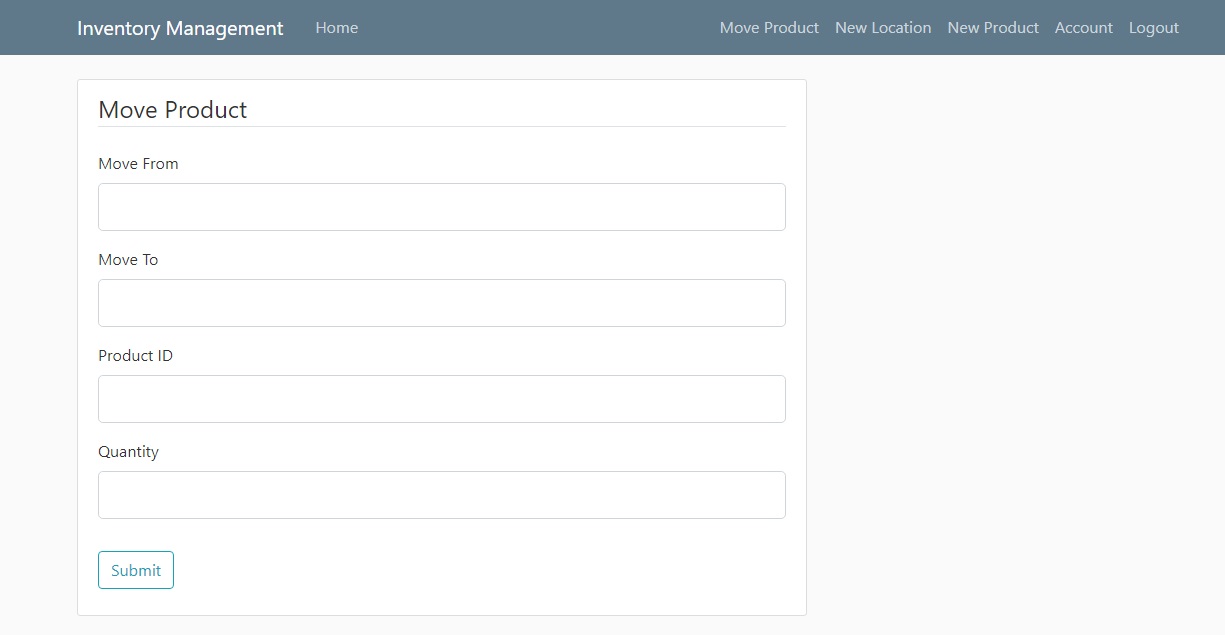 Inventory Management Home Move Product New Location New Product Account Logout
Move Product
Move From
Move To
Product ID
Quantity
Submit